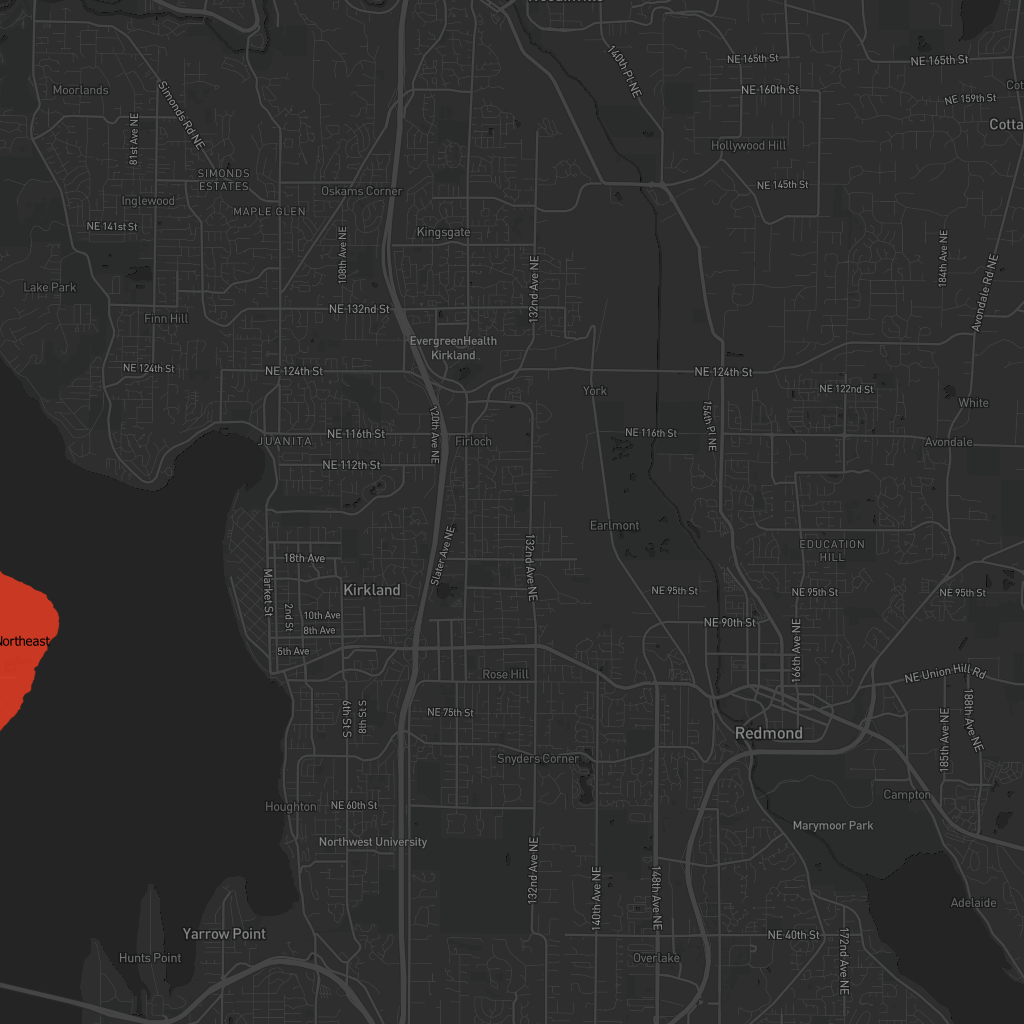 140th Pl NE
NE 165th St
NE 165th St
Moorlands
Simonds Rd NE
NE 160th St
NE 159th St
81st Ave NE
Hollywood Hill
SIMONDS
ESTATES
Oskams Corner
NE 145th St
Inglewood
MAPLE GLEN
NE 141st St
108th Ave NE
Kingsgate
184th Ave NE
132nd Ave NE
Avondale Rd NE
Lake Park
NE 132nd St
Finn Hill
EvergreenHealth
Kirkland
NE 124th St
NE 124th St
NE 124th St
York
NE 122nd St
White
120th Ave NE
154th Pl NE
JUANITA
NE 116th St
Firloch
NE 116th St
Avondale
NE 112th St
Earlmont
Slater Ave NE
132nd Ave NE
EDUCATION
HILL
18th Ave
Market St
Kirkland
NE 95th St
NE 95th St
NE 95th St
2nd St
10th Ave
8th Ave
NE 90th St
Northeast
5th Ave
166th Ave NE
Rose Hill
NE Union Hill Rd
6th St S
8th St S
NE 75th St
Redmond
185th Ave NE
188th Ave NE
Snyders Corner
Houghton
NE 60th St
Campton
Northwest University
Marymoor Park
132nd Ave NE
140th Ave NE
148th Ave NE
Adelaide
Yarrow Point
NE 40th St
172nd Ave NE
Hunts Point
Overlake